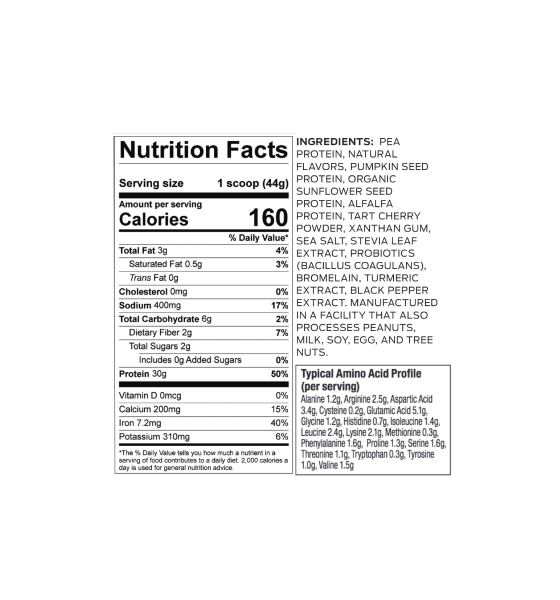 Nutrition Facts
Serving size 1 scoop (44g)
Amount per serving
Calories 160
% Daily Value*
Total Fat 3g 4%
Saturated Fat 0.5g 3%
Trans Fat 0g
Cholesterol 0mg 0%
Sodium 400mg 17%
Total Carbohydrate 6g 2%
Dietary Fiber 2g 7%
Total Sugars 2g
Includes 0g Added Sugars 0%
Protein 30g 50%
Vitamin D 0mcg 0%
Calcium 200mg 15%
Iron 7.2mg 40%
Potassium 310mg 6%
*The % Daily Value tells you how much a nutrient in a
serving of food contributes to a daily diet. 2,000 calories a
day is used for general nutrition advice.
INGREDIENTS: PEA
PROTEIN, NATURAL
FLAVORS, PUMPKIN SEED
PROTEIN, ORGANIC
SUNFLOWER SEED
PROTEIN, ALFALFA
PROTEIN, TART CHERRY
POWDER, XANTHAN GUM,
SEA SALT, STEVIA LEAF
EXTRACT, PROBIOTICS
(BACILLUS COAGULANS),
BROMELAIN, TURMERIC
EXTRACT, BLACK PEPPER
EXTRACT. MANUFACTURED
IN A FACILITY THAT ALSO
PROCESSES PEANUTS,
MILK, SOY, EGG, AND TREE
NUTS.
Typical Amino Acid Profile
(per serving)
Alanine 1.2g, Arginine 2.5g, Aspartic Acid
3.4g, Cysteine 0.2g, Glutamic Acid 5.1g,
Glycine 1.2g, Histidine 0.7g, Isoleucine 1.4g,
Leucine 2.4g, Lysine 2.1g, Methionine 0.3g,
Phenylalanine 1.6g, Proline 1.3g, Serine 1.6g,
Threonine 1.1g, Tryptophan 0.3g, Tyrosine
1.0g, Valine 1.5g